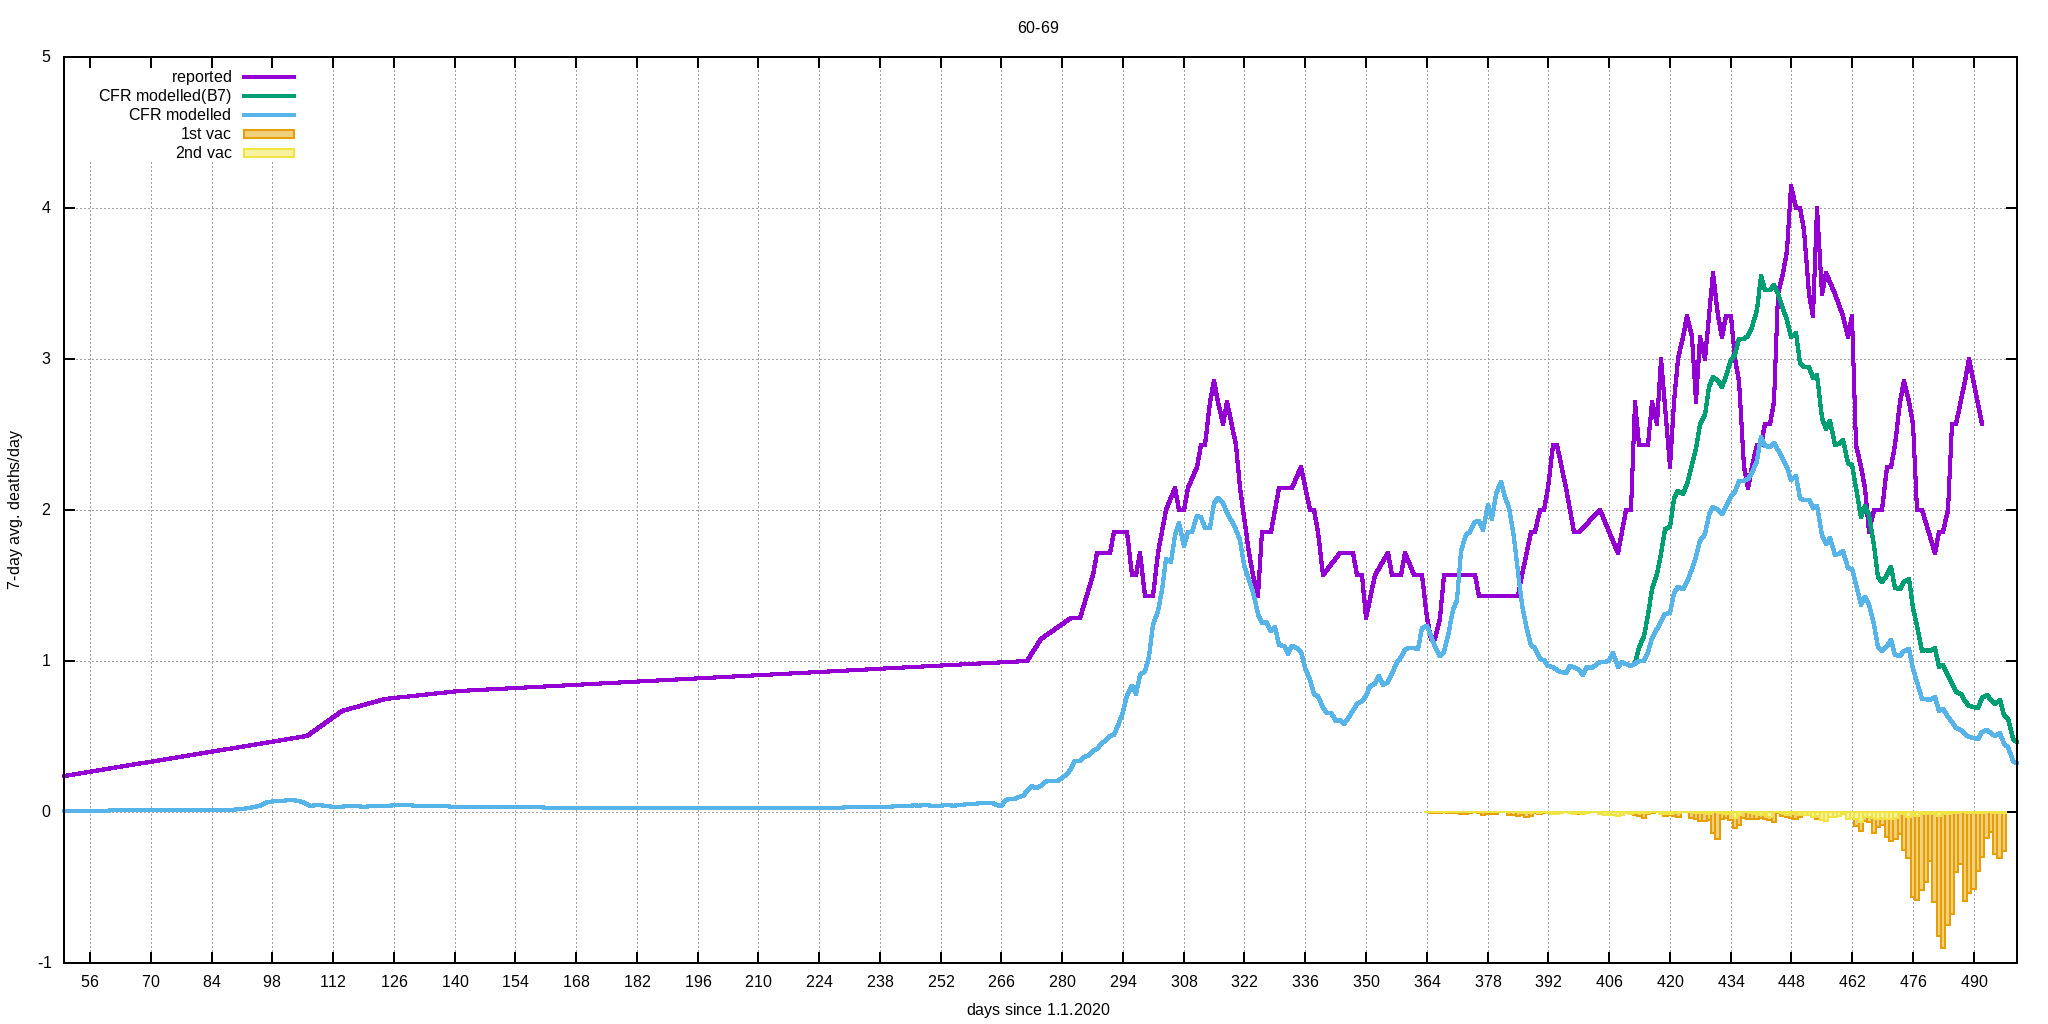 60-69
5
4
3
2
1
0
-1
7-day avg. deaths/day
reported
CFR modelled(B7)
CFR modelled
1st vac
2nd vac
56 70 84 98 112 126 140 154 168 182 196 210 224 238 252 266 280 294 308 322 336 350 364 378 392 406 420 434 448 462 476 490
days since 1.1.2020